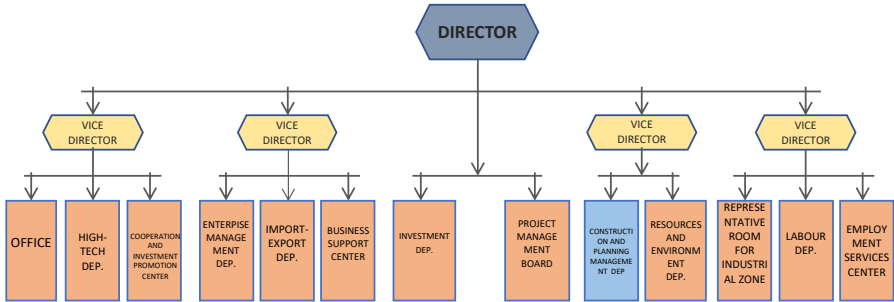 DIRECTOR
VICE
DIRECTOR
VICE
DIRECTOR
VICE
DIRECTOR
VICE
DIRECTOR
OFFICE
HIGH-
TECH
DEP.
COOPERATION
AND
INVESTMENT
PROMOTION
CENTER
ENTERPISE
MANAGE
MENT
DEP.
IMPORT-
EXPORT
DEP.
BUSINESS
SUPPORT
CENTER
INVESTMENT
DEP.
PROJECT
MANAGE
MENT
BOARD
CONSTRUCTI
ON AND
PLANNING
MANAGEME
NT DEP
RESOURCES
AND
ENVIRONM
ENT
DEP.
REPRESE
NTATIVE
ROOM
FOR
INDUSTRI
AL ZONE
LABOUR
DEP.
EMPLOY
MENT
SERVICES
CENTER